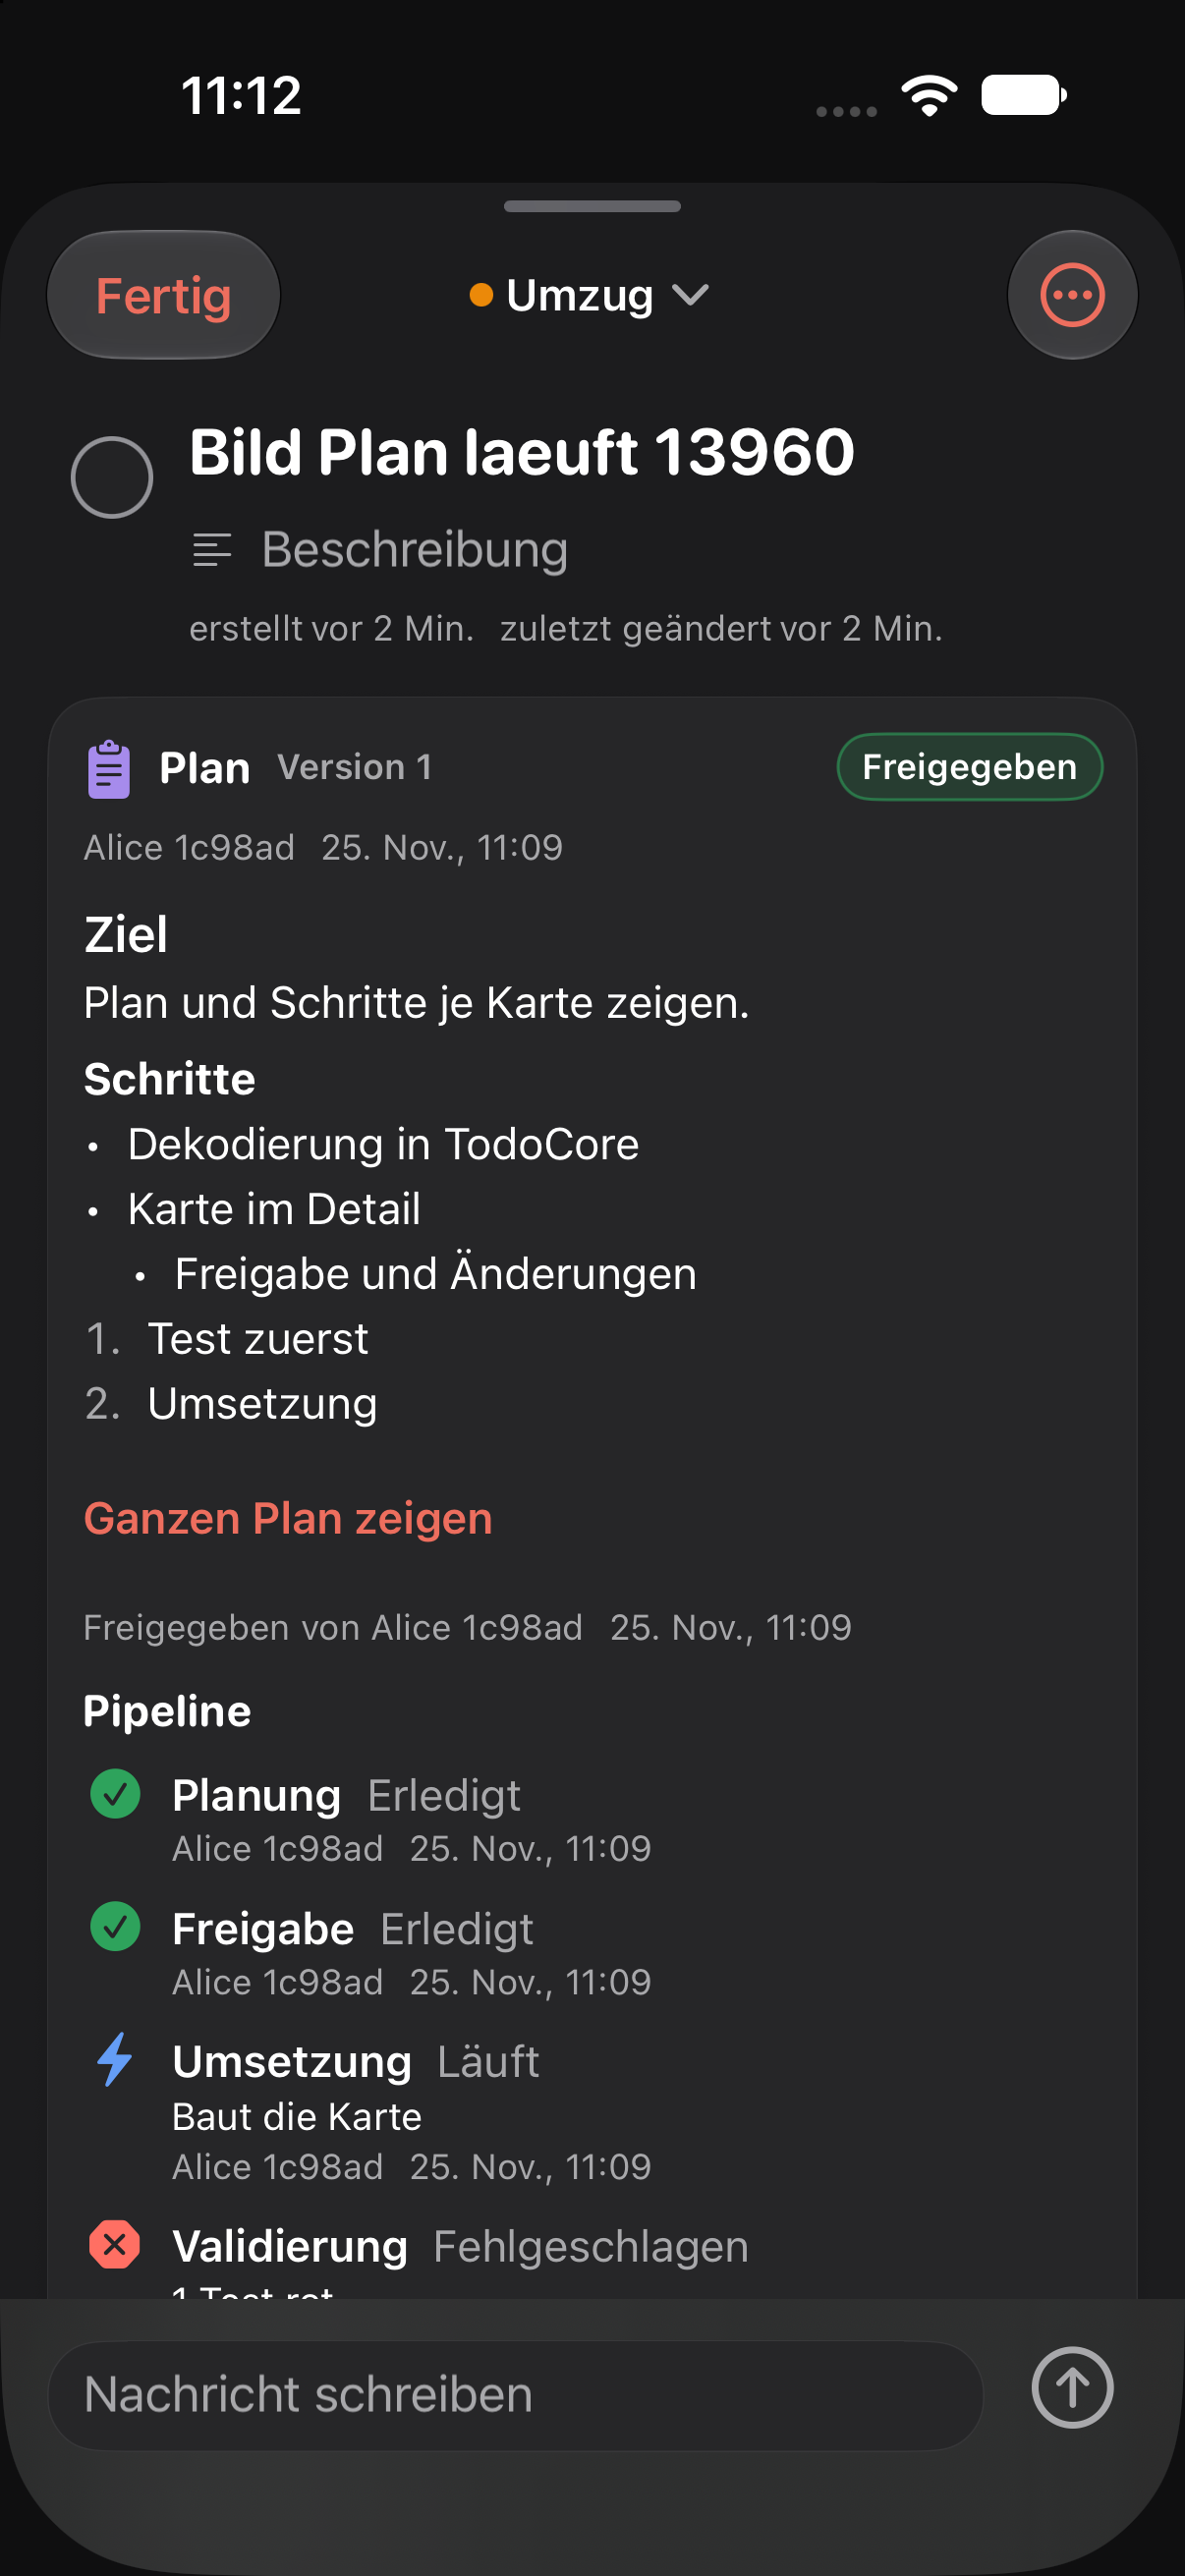 11:12
Fertig
Umzug
Bild Plan laeuft 13960
Beschreibung
erstellt vor 2 Min. zuletzt geändert vor 2 Min.
Plan Version 1 Freigegeben
Alice 1c98ad 25. Nov., 11:09
Ziel
Plan und Schritte je Karte zeigen.
Schritte
• Dekodierung in TodoCore
• Karte im Detail
• Freigabe und Änderungen
1. Test zuerst
2. Umsetzung
Ganzen Plan zeigen
Freigegeben von Alice 1c98ad 25. Nov., 11:09
Pipeline
Planung Erledigt
Alice 1c98ad 25. Nov., 11:09
Freigabe Erledigt
Alice 1c98ad 25. Nov., 11:09
Umsetzung Läuft
Baut die Karte
Alice 1c98ad 25. Nov., 11:09
Validierung Fehlgeschlagen
1 Test rot
Nachricht schreiben